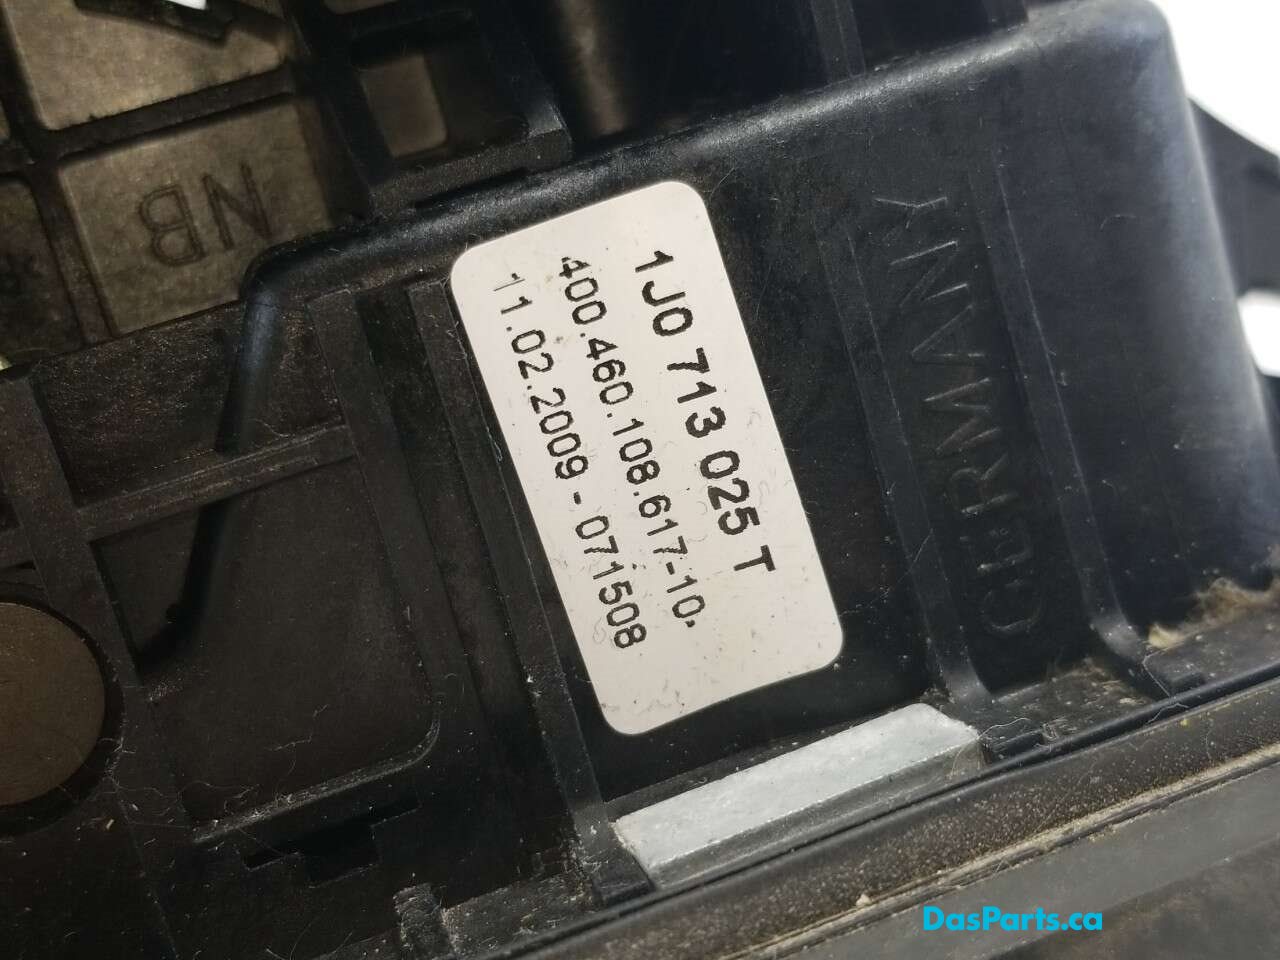 NB
1J0 713 025 T
400.460.108.617-10.
11.02.2009 - 071508
GERMANY
DasParts.ca